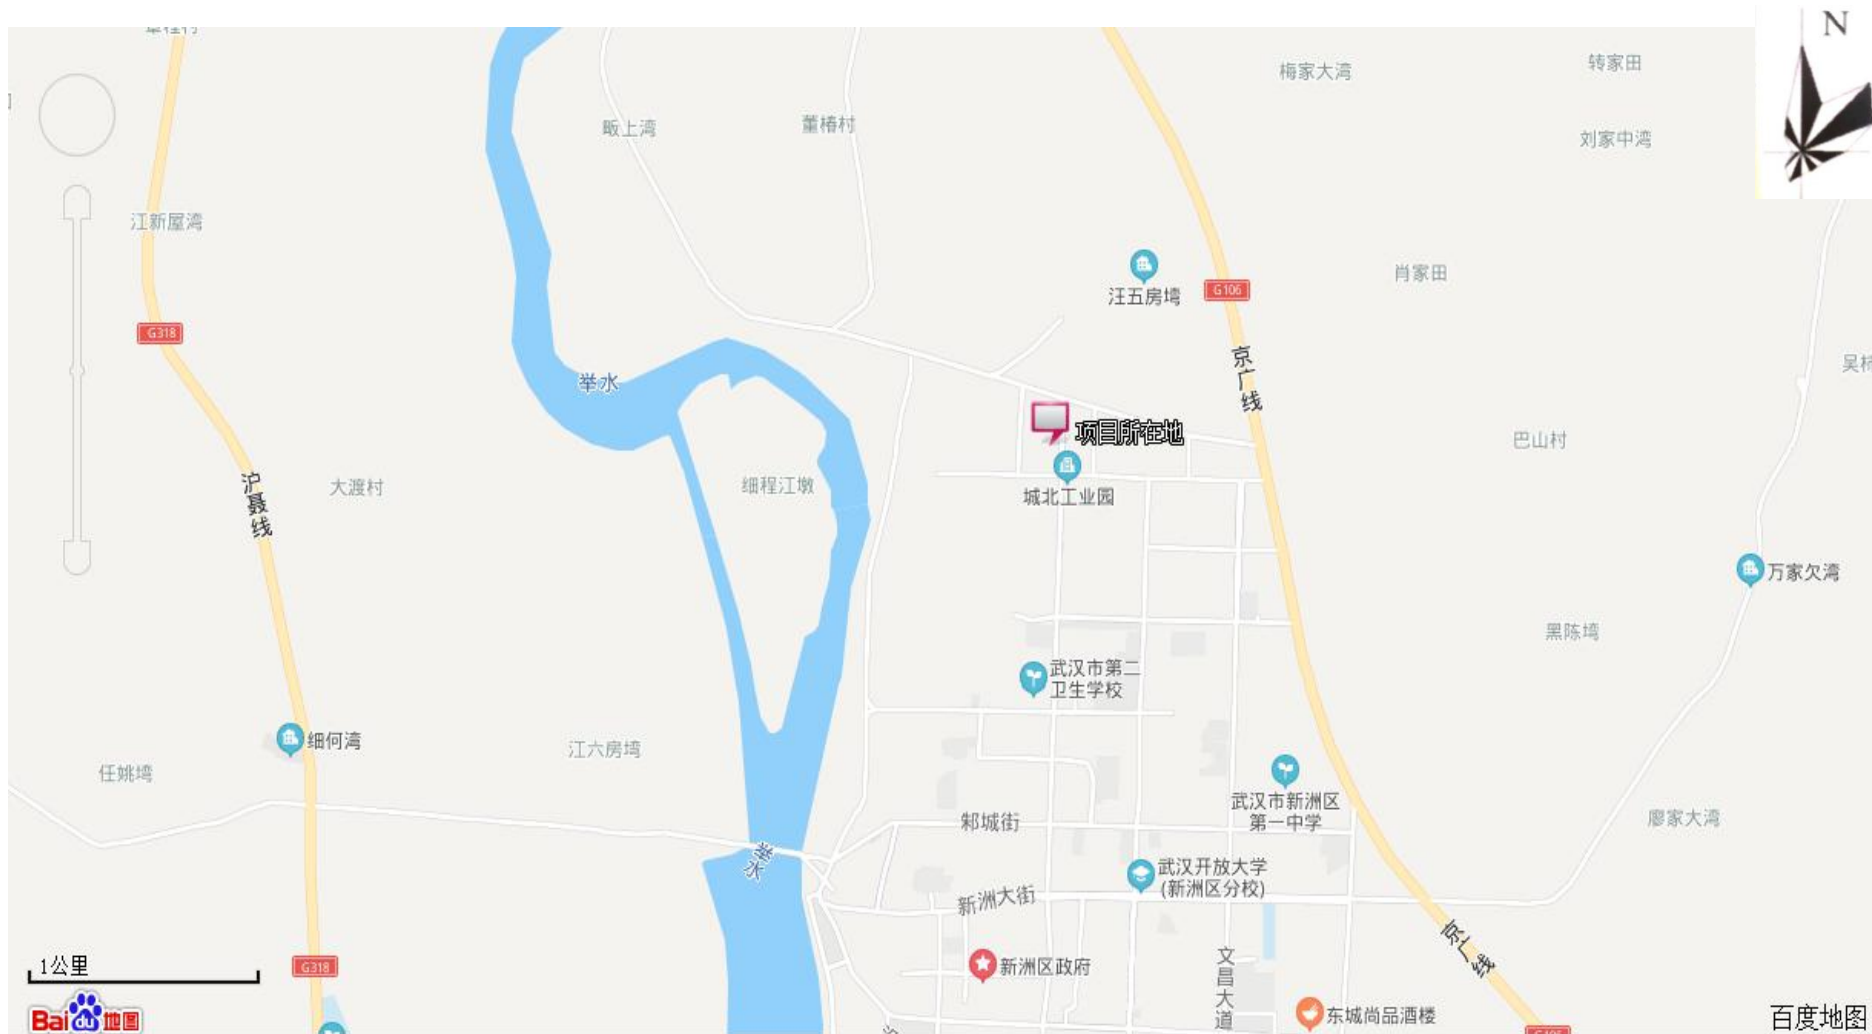 N
梅家大湾
转家田
畈上湾
董椿村
刘家中湾
江新屋湾
肖家田
汪五房塆
G106
G318
京广线
举水
项目所在地
巴山村
沪聂线
大渡村
细程江墩
城北工业园
万家欠湾
黑陈塆
武汉市第二
卫生学校
细何湾
江六房塆
任姚塆
武汉市新洲区
第一中学
邾城街
廖家大湾
举水
武汉开放大学
(新洲区分校)
新洲大街
京广线
1公里
G318
新洲区政府
文昌大道
东城尚品酒楼
Bai du 地图
百度地图